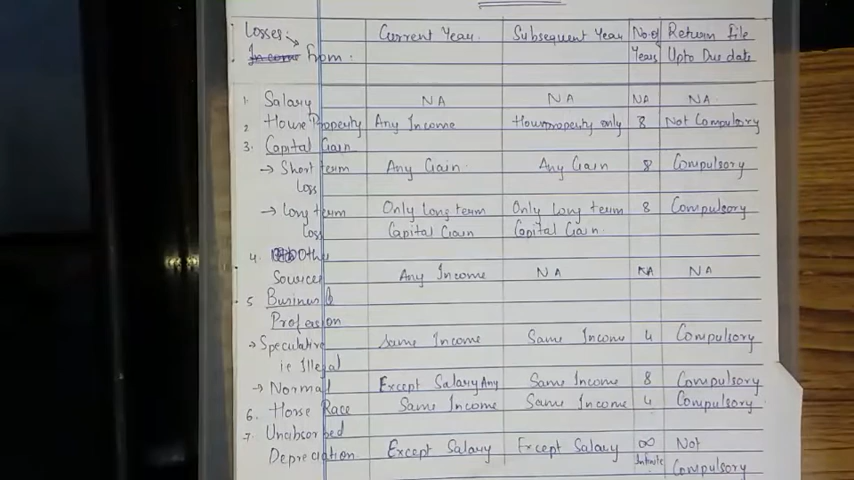 Losses: Current Year. Subsequent Year No. of Return file
from. Years Upto Due date
1. Salary NA NA NA NA
2 House Property Any Income House property only 8 Not Compulsory
3. Capital Gain
→ Short term Any Gain Any Gain 8 Compulsory
loss
→ Long term Only Long term Only Long term 8 Compulsory
loss Capital Gain Capital Gain
4. Other
Sources Any Income NA NA NA
5 Business &
Profession
→ Speculative Same Income Same Income 4 Compulsory
ie Illegal
→ Normal Except Salary Any Same Income 8 Compulsory
6. Horse Race Same Income Same Income 4 Compulsory
7. Unabsorbed
Depreciation. Except Salary Except Salary ∞ Not
Infinite Compulsory